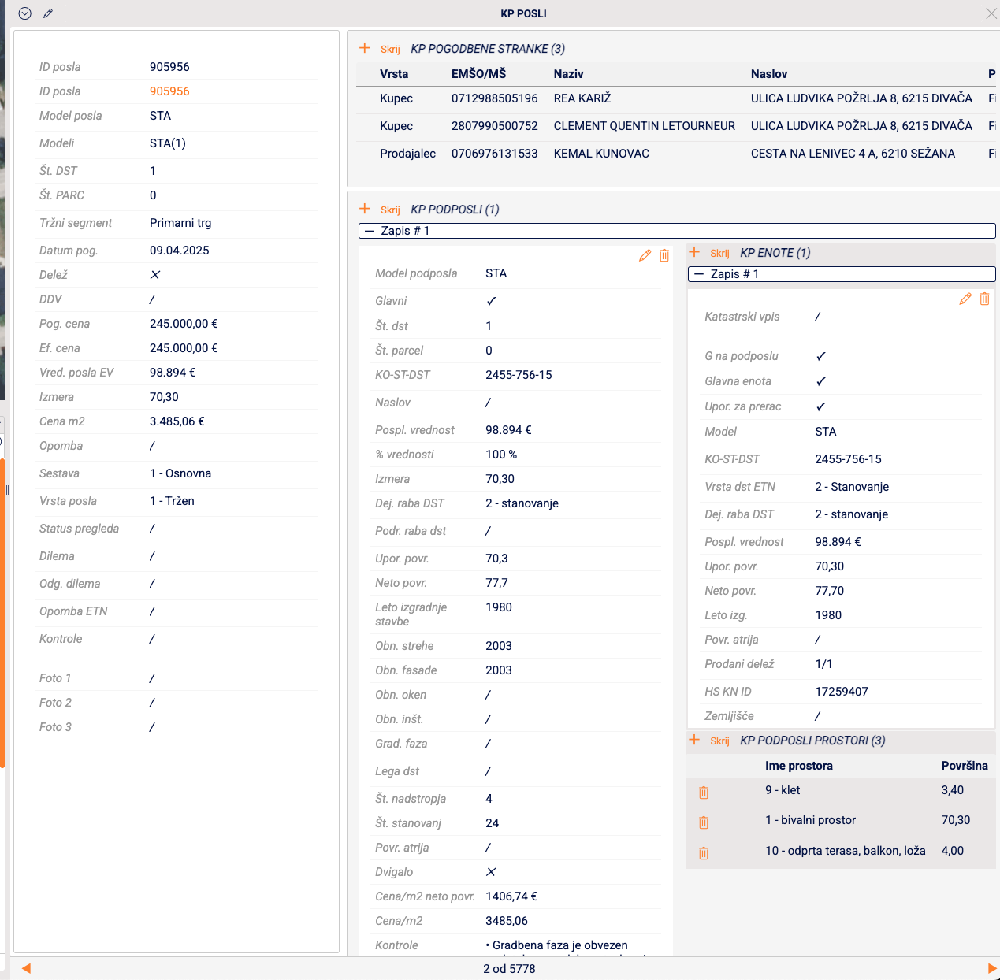 KP POSLI
ID posla 905956
ID posla 905956
Model posla STA
Modeli STA(1)
Št. DST 1
Št. PARC 0
Tržni segment Primarni trg
Datum pog. 09.04.2025
Delež ✕
DDV /
Pog. cena 245.000,00 €
Ef. cena 245.000,00 €
Vred. posla EV 98.894 €
Izmera 70,30
Cena m2 3.485,06 €
Opomba /
Sestava 1 - Osnovna
Vrsta posla 1 - Tržen
Status pregleda /
Dilema /
Odg. dilema /
Opomba ETN /
Kontrole /
Foto 1 /
Foto 2 /
Foto 3 /
+ Skrij KP POGODBENE STRANKE (3)
Vrsta EMŠO/MŠ Naziv Naslov P
Kupec 0712988505196 REA KARIŽ ULICA LUDVIKA POŽRLJA 8, 6215 DIVAČA Fi
Kupec 2807990500752 CLEMENT QUENTIN LETOURNEUR ULICA LUDVIKA POŽRLJA 8, 6215 DIVAČA Fi
Prodajalec 0706976131533 KEMAL KUNOVAC CESTA NA LENIVEC 4 A, 6210 SEŽANA Fi
+ Skrij KP PODPOSLI (1)
— Zapis # 1
Model podposla STA
Glavni ✓
Št. dst 1
Št. parcel 0
KO-ST-DST 2455-756-15
Naslov /
Pospl. vrednost 98.894 €
% vrednosti 100 %
Izmera 70,30
Dej. raba DST 2 - stanovanje
Podr. raba dst /
Upor. povr. 70,3
Neto povr. 77,7
Leto izgradnje 1980
stavbe
Obn. strehe 2003
Obn. fasade 2003
Obn. oken /
Obn. inšt. /
Grad. faza /
Lega dst /
Št. nadstropja 4
Št. stanovanj 24
Povr. atrija /
Dvigalo ✕
Cena/m2 neto povr. 1406,74 €
Cena/m2 3485,06
Kontrole • Gradbena faza je obvezen
+ Skrij KP ENOTE (1)
— Zapis # 1
Katastrski vpis /
G na podposlu ✓
Glavna enota ✓
Upor. za prerac ✓
Model STA
KO-ST-DST 2455-756-15
Vrsta dst ETN 2 - Stanovanje
Dej. raba DST 2 - stanovanje
Pospl. vrednost 98.894 €
Upor. povr. 70,30
Neto povr. 77,70
Leto izg. 1980
Povr. atrija /
Prodani delež 1/1
HS KN ID 17259407
Zemljišče /
+ Skrij KP PODPOSLI PROSTORI (3)
Ime prostora Površina
9 - klet 3,40
1 - bivalni prostor 70,30
10 - odprta terasa, balkon, loža 4,00
2 od 5778